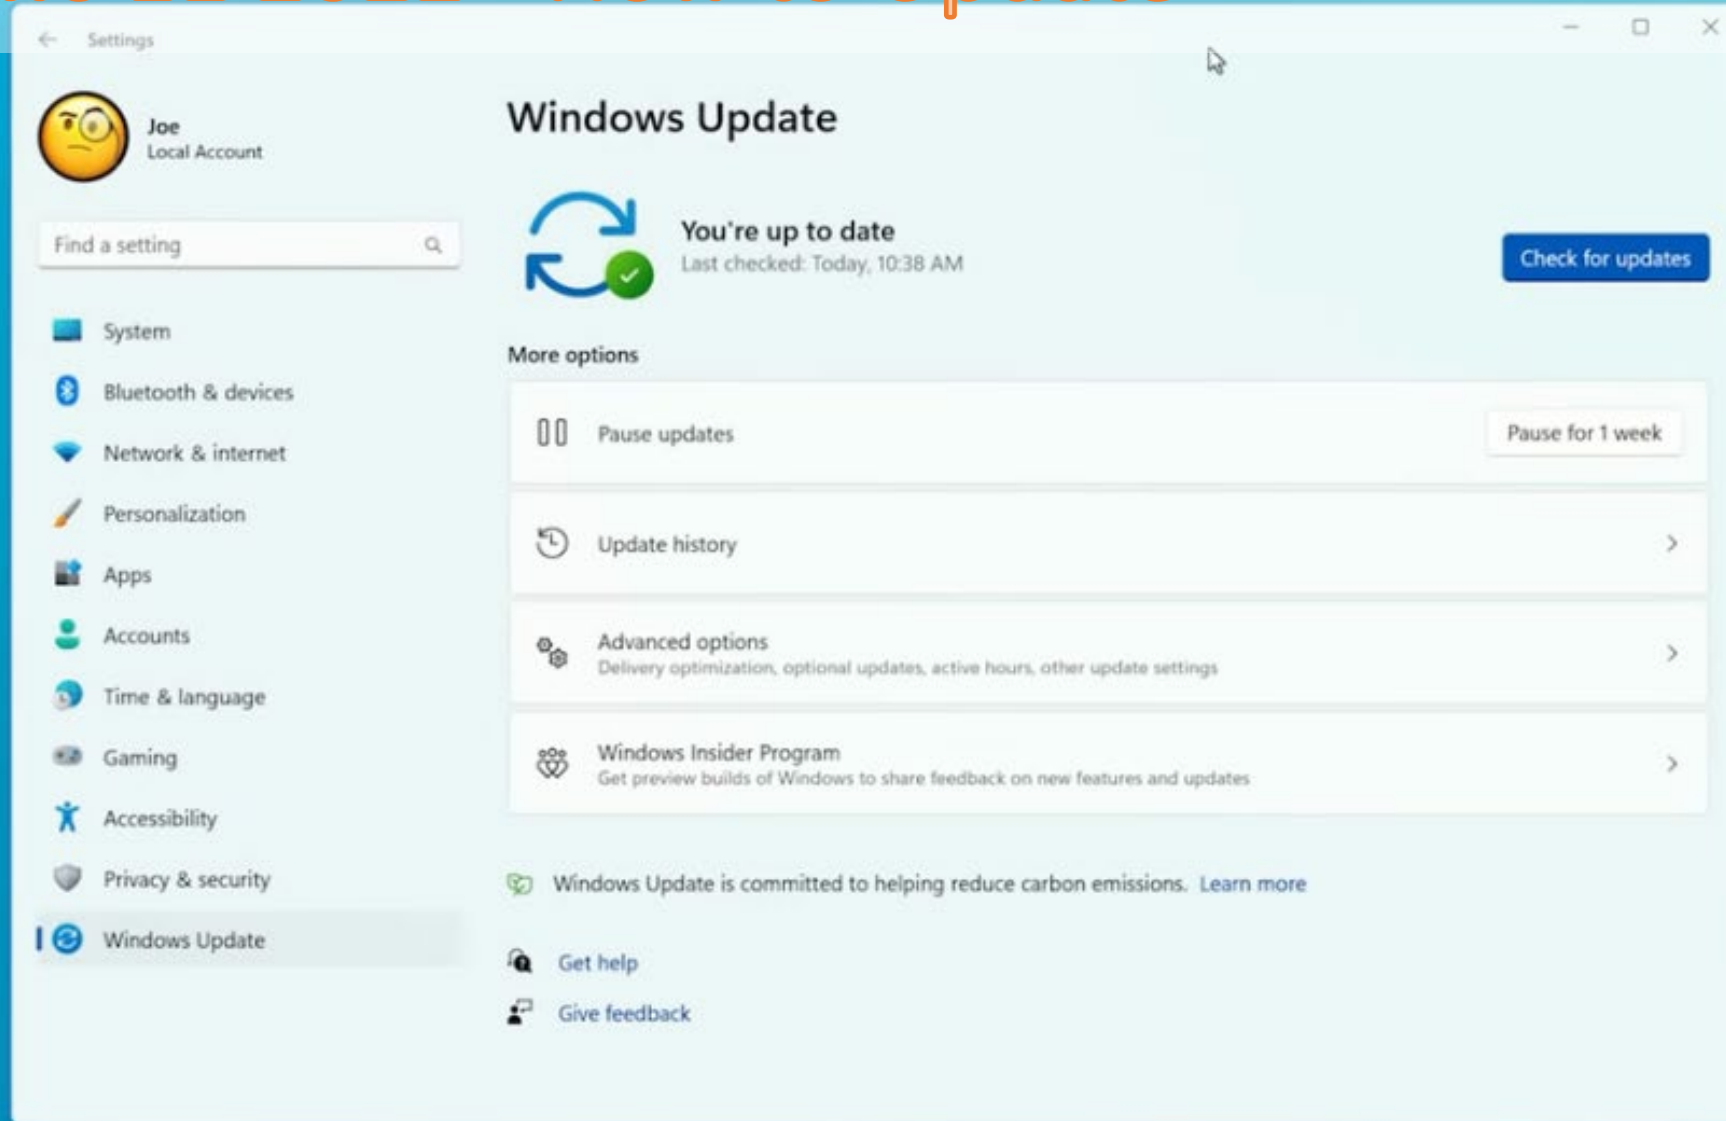 Settings
Joe
Local Account
Find a setting
System
Bluetooth & devices
Network & internet
Personalization
Apps
Accounts
Time & language
Gaming
Accessibility
Privacy & security
Windows Update
Windows Update
You're up to date
Last checked: Today, 10:38 AM
Check for updates
More options
Pause updates
Pause for 1 week
Update history
Advanced options
Delivery optimization, optional updates, active hours, other update settings
Windows Insider Program
Get preview builds of Windows to share feedback on new features and updates
Windows Update is committed to helping reduce carbon emissions. Learn more
Get help
Give feedback